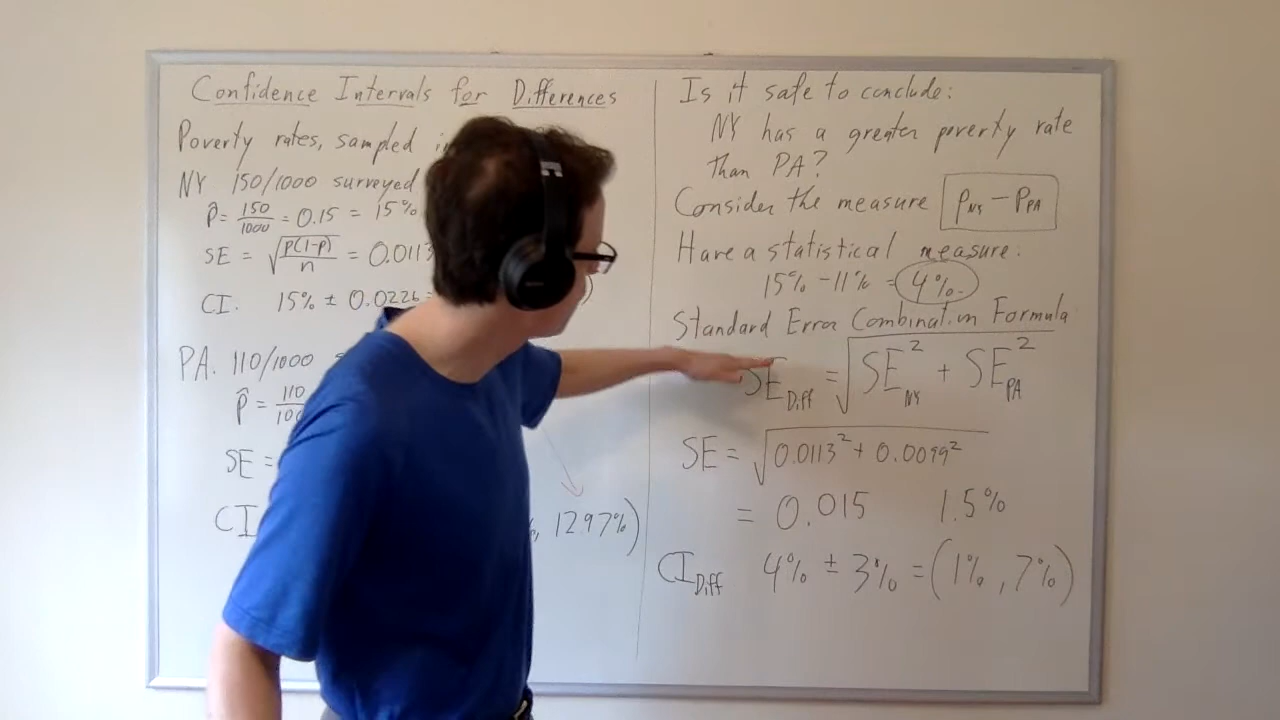 Confidence Intervals for Differences
Poverty rates, sampled
NY 150/1000 surveyed
p̂ = 150/1000 = 0.15 = 15%
SE = √(p(1-p)/n) = 0.0113
CI. 15% ± 0.0226
PA. 110/1000
p̂ = 110
SE =
CI 12.97%)
Is it safe to conclude:
NY has a greater poverty rate
than PA?
Consider the measure p_NY - p_PA
Have a statistical measure:
15% - 11% = 4%.
Standard Error Combination Formula
SE_Diff = √(SE_NY² + SE_PA²)
SE = √(0.0113² + 0.0099²)
= 0.015 1.5%
CI_Diff 4% ± 3% = (1%, 7%)